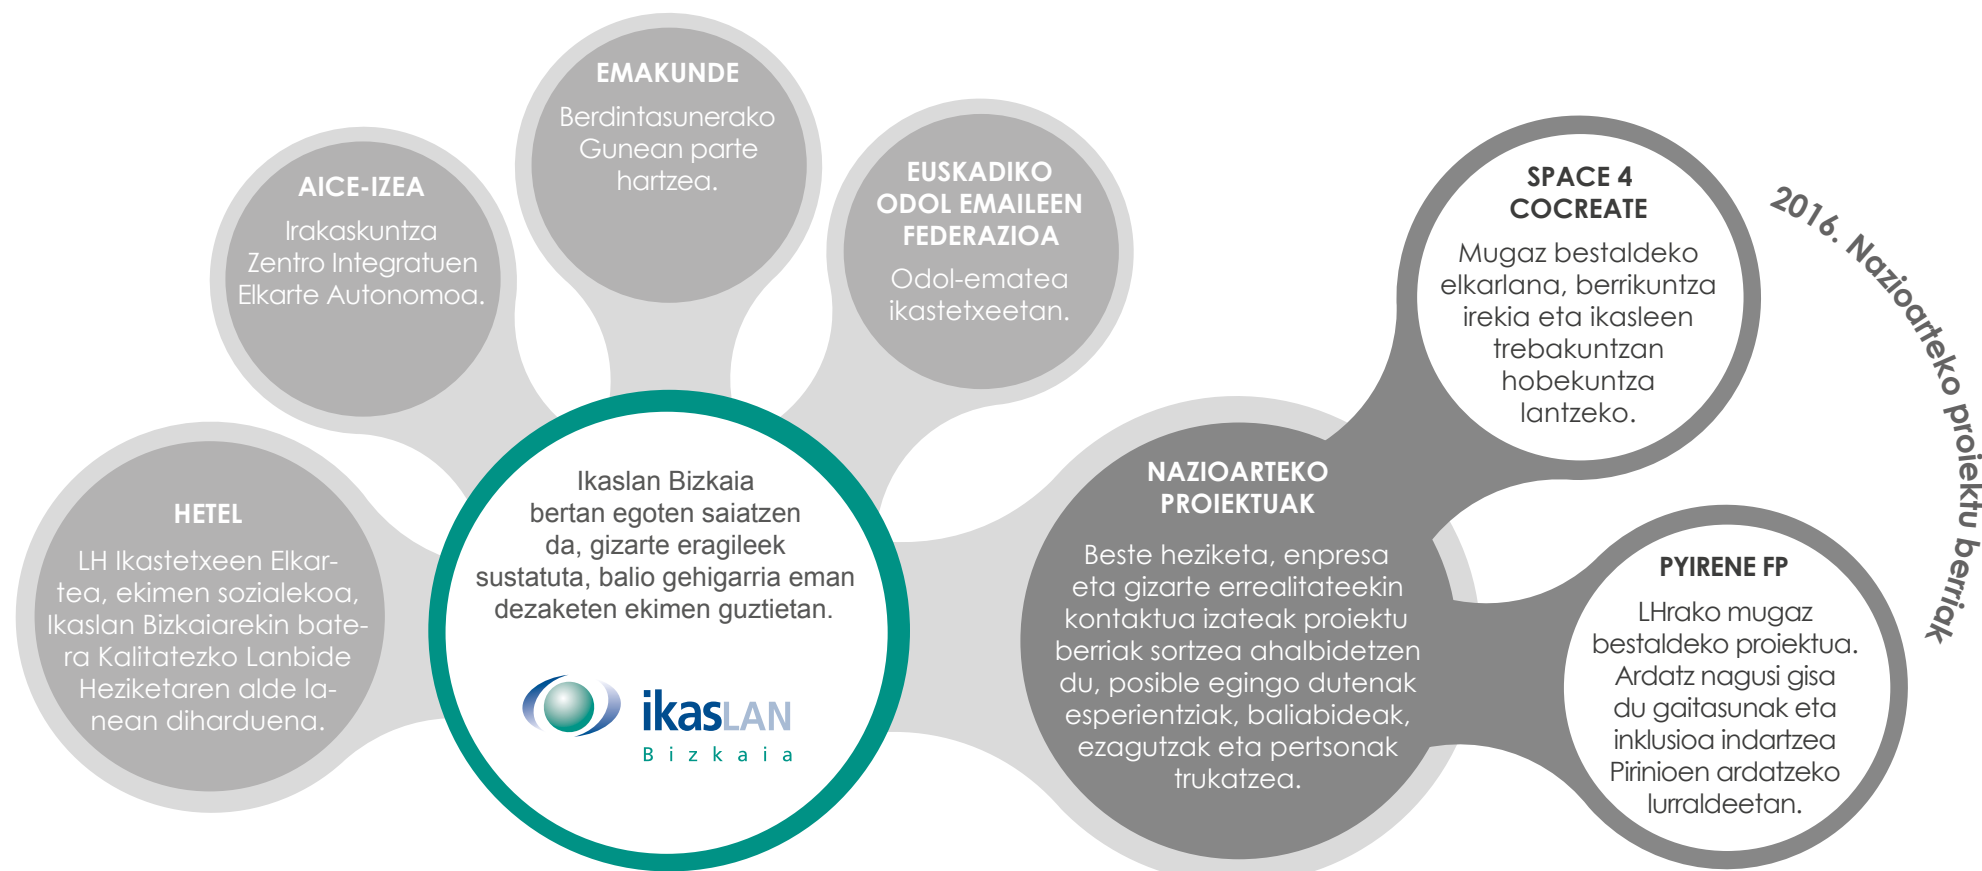 EMAKUNDE
Berdintasunerako
Gunean parte
hartzea.
AICE-IZEA
Irakaskuntza
Zentro Integratuen
Elkarte Autonomoa.
EUSKADIKO
ODOL EMAILEEN
FEDERAZIOA
Odol-ematea
ikastetxeetan.
HETEL
LH Ikastetxeen Elkar-
tea, ekimen sozialekoa,
Ikaslan Bizkaiarekin bate-
ra Kalitatezko Lanbide
Heziketaren alde la-
nean diharduena.
Ikaslan Bizkaia
bertan egoten saiatzen
da, gizarte eragileek
sustatuta, balio gehigarria eman
dezaketen ekimen guztietan.
ikasLAN
Bizkaia
NAZIOARTEKO
PROIEKTUAK
Beste heziketa, enpresa
eta gizarte errealitateekin
kontaktua izateak proiektu
berriak sortzea ahalbidetzen
du, posible egingo dutenak
esperientziak, baliabideak,
ezagutzak eta pertsonak
trukatzea.
SPACE 4
COCREATE
Mugaz bestaldeko
elkarlana, berrikuntza
irekia eta ikasleen
trebakuntzan
hobekuntza
lantzeko.
PYIRENE FP
LHrako mugaz
bestaldeko proiektua.
Ardatz nagusi gisa
du gaitasunak eta
inklusioa indartzea
Pirinioen ardatzeko
lurraldeetan.
2016. Nazioarteko proiektu berriak